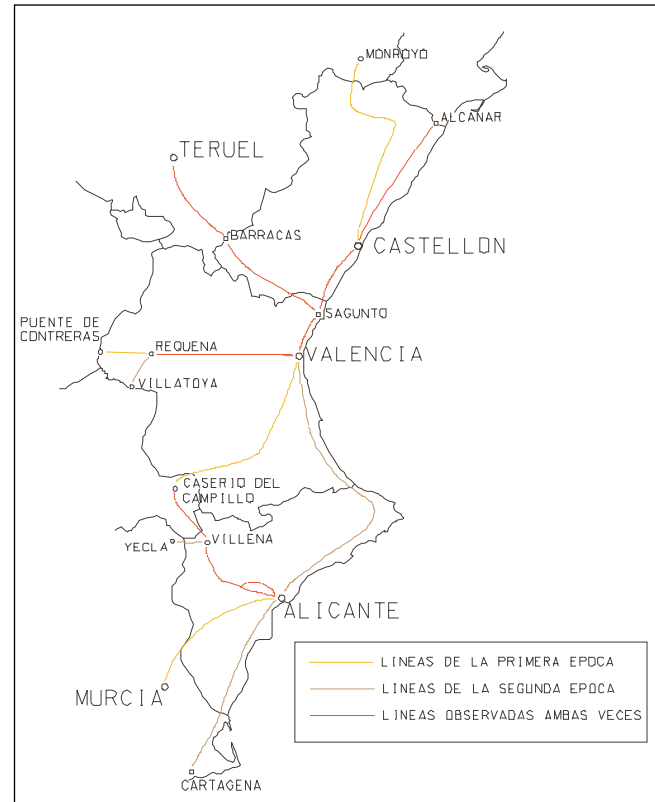 MONROYO
ALCAÑAR
TERUEL
BARRACAS
CASTELLON
SAGUNTO
PUENTE DE
CONTRERAS
REQUENA
VALENCIA
VILLATOYA
CASERIO DEL
CAMPILLO
VILLENA
YECLA
ALICANTE
LINEAS DE LA PRIMERA EPOCA
MURCIA
LINEAS DE LA SEGUNDA EPOCA
LINEAS OBSERVADAS AMBAS VECES
CARTAGENA